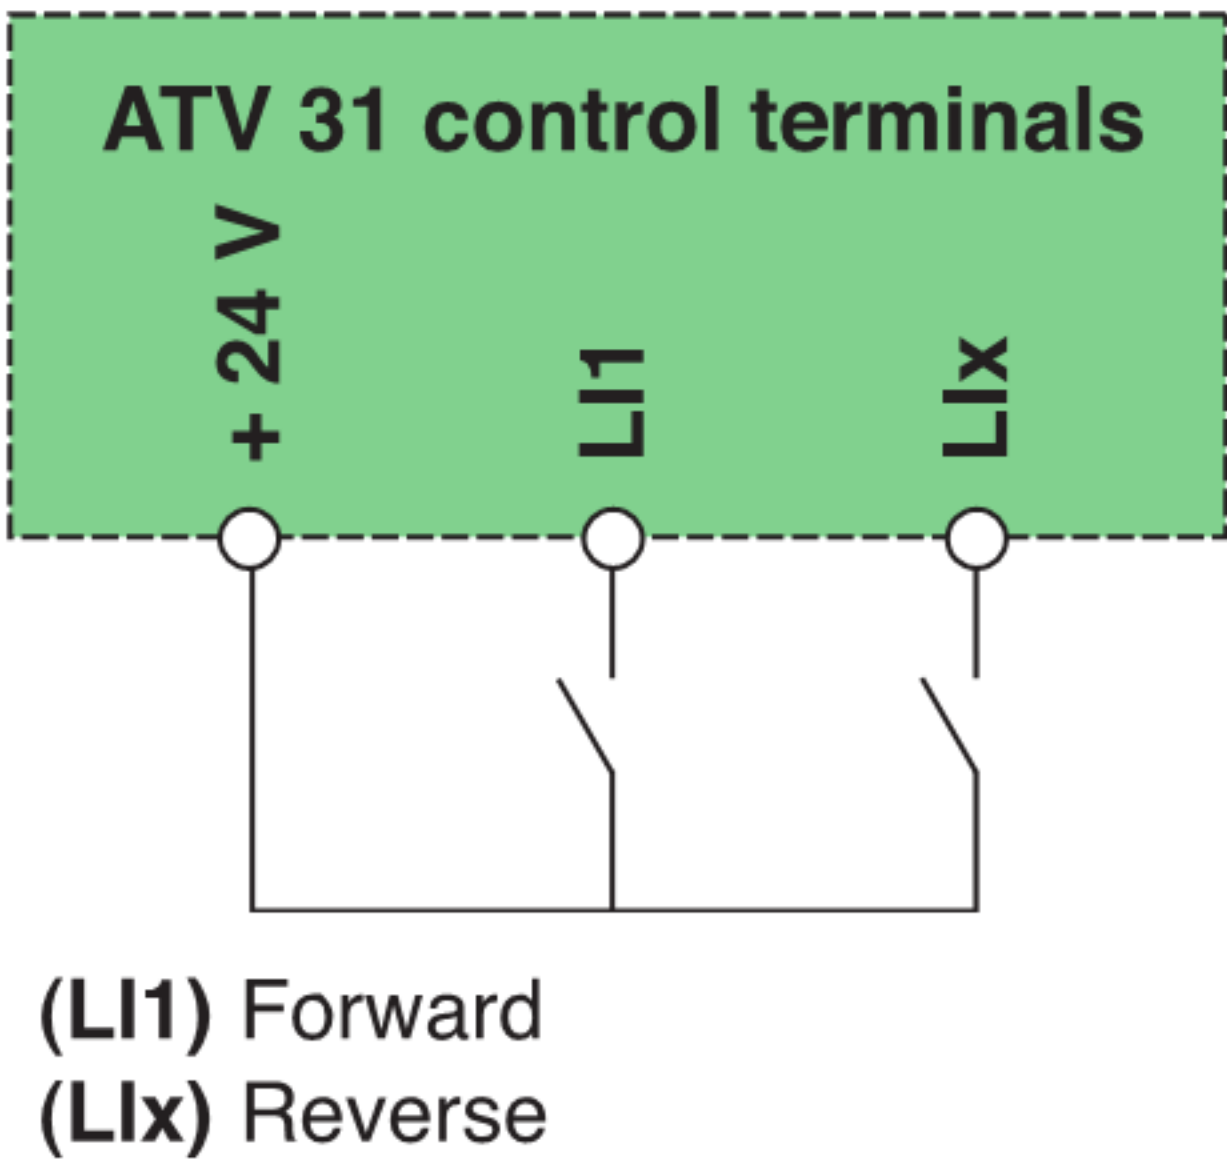 ATV 31 control terminals
+ 24 V
LI1
LIx
(LI1) Forward
(LIx) Reverse